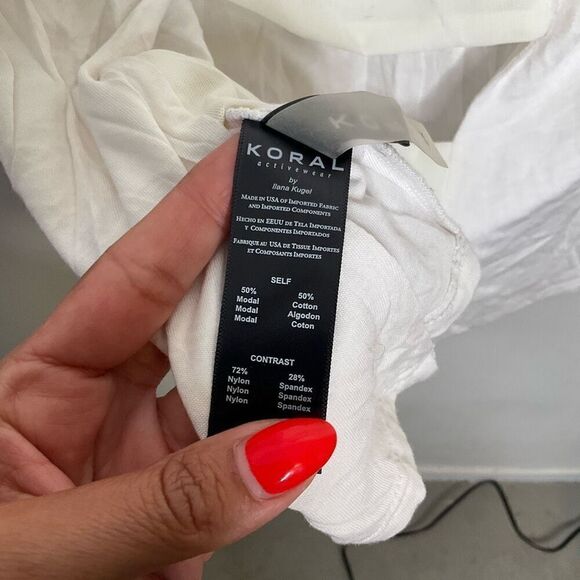 KORAL
activewear
by
Ilana Kugel
MADE IN USA OF IMPORTED FABRIC
AND IMPORTED COMPONENTS
HECHO EN EEUU DE TELA IMPORTADA
Y COMPONENTES IMPORTADOS
FABRIQUE AU USA DE TISSUE IMPORTES
ET COMPOSANTS IMPORTES
SELF
50% 50%
Modal Cotton
Modal Algodon
Modal Coton
CONTRAST
72% 28%
Nylon Spandex
Nylon Spandex
Nylon Spandex